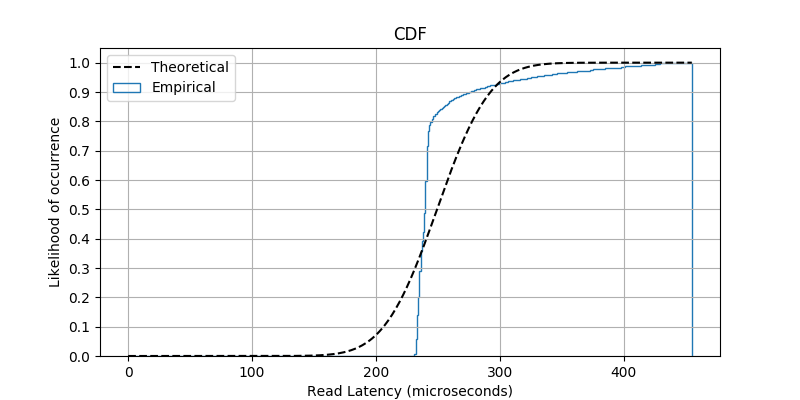 CDF
Theoretical
Empirical
Likelihood of occurrence
1.0
0.9
0.8
0.7
0.6
0.5
0.4
0.3
0.2
0.1
0.0
0 100 200 300 400
Read Latency (microseconds)